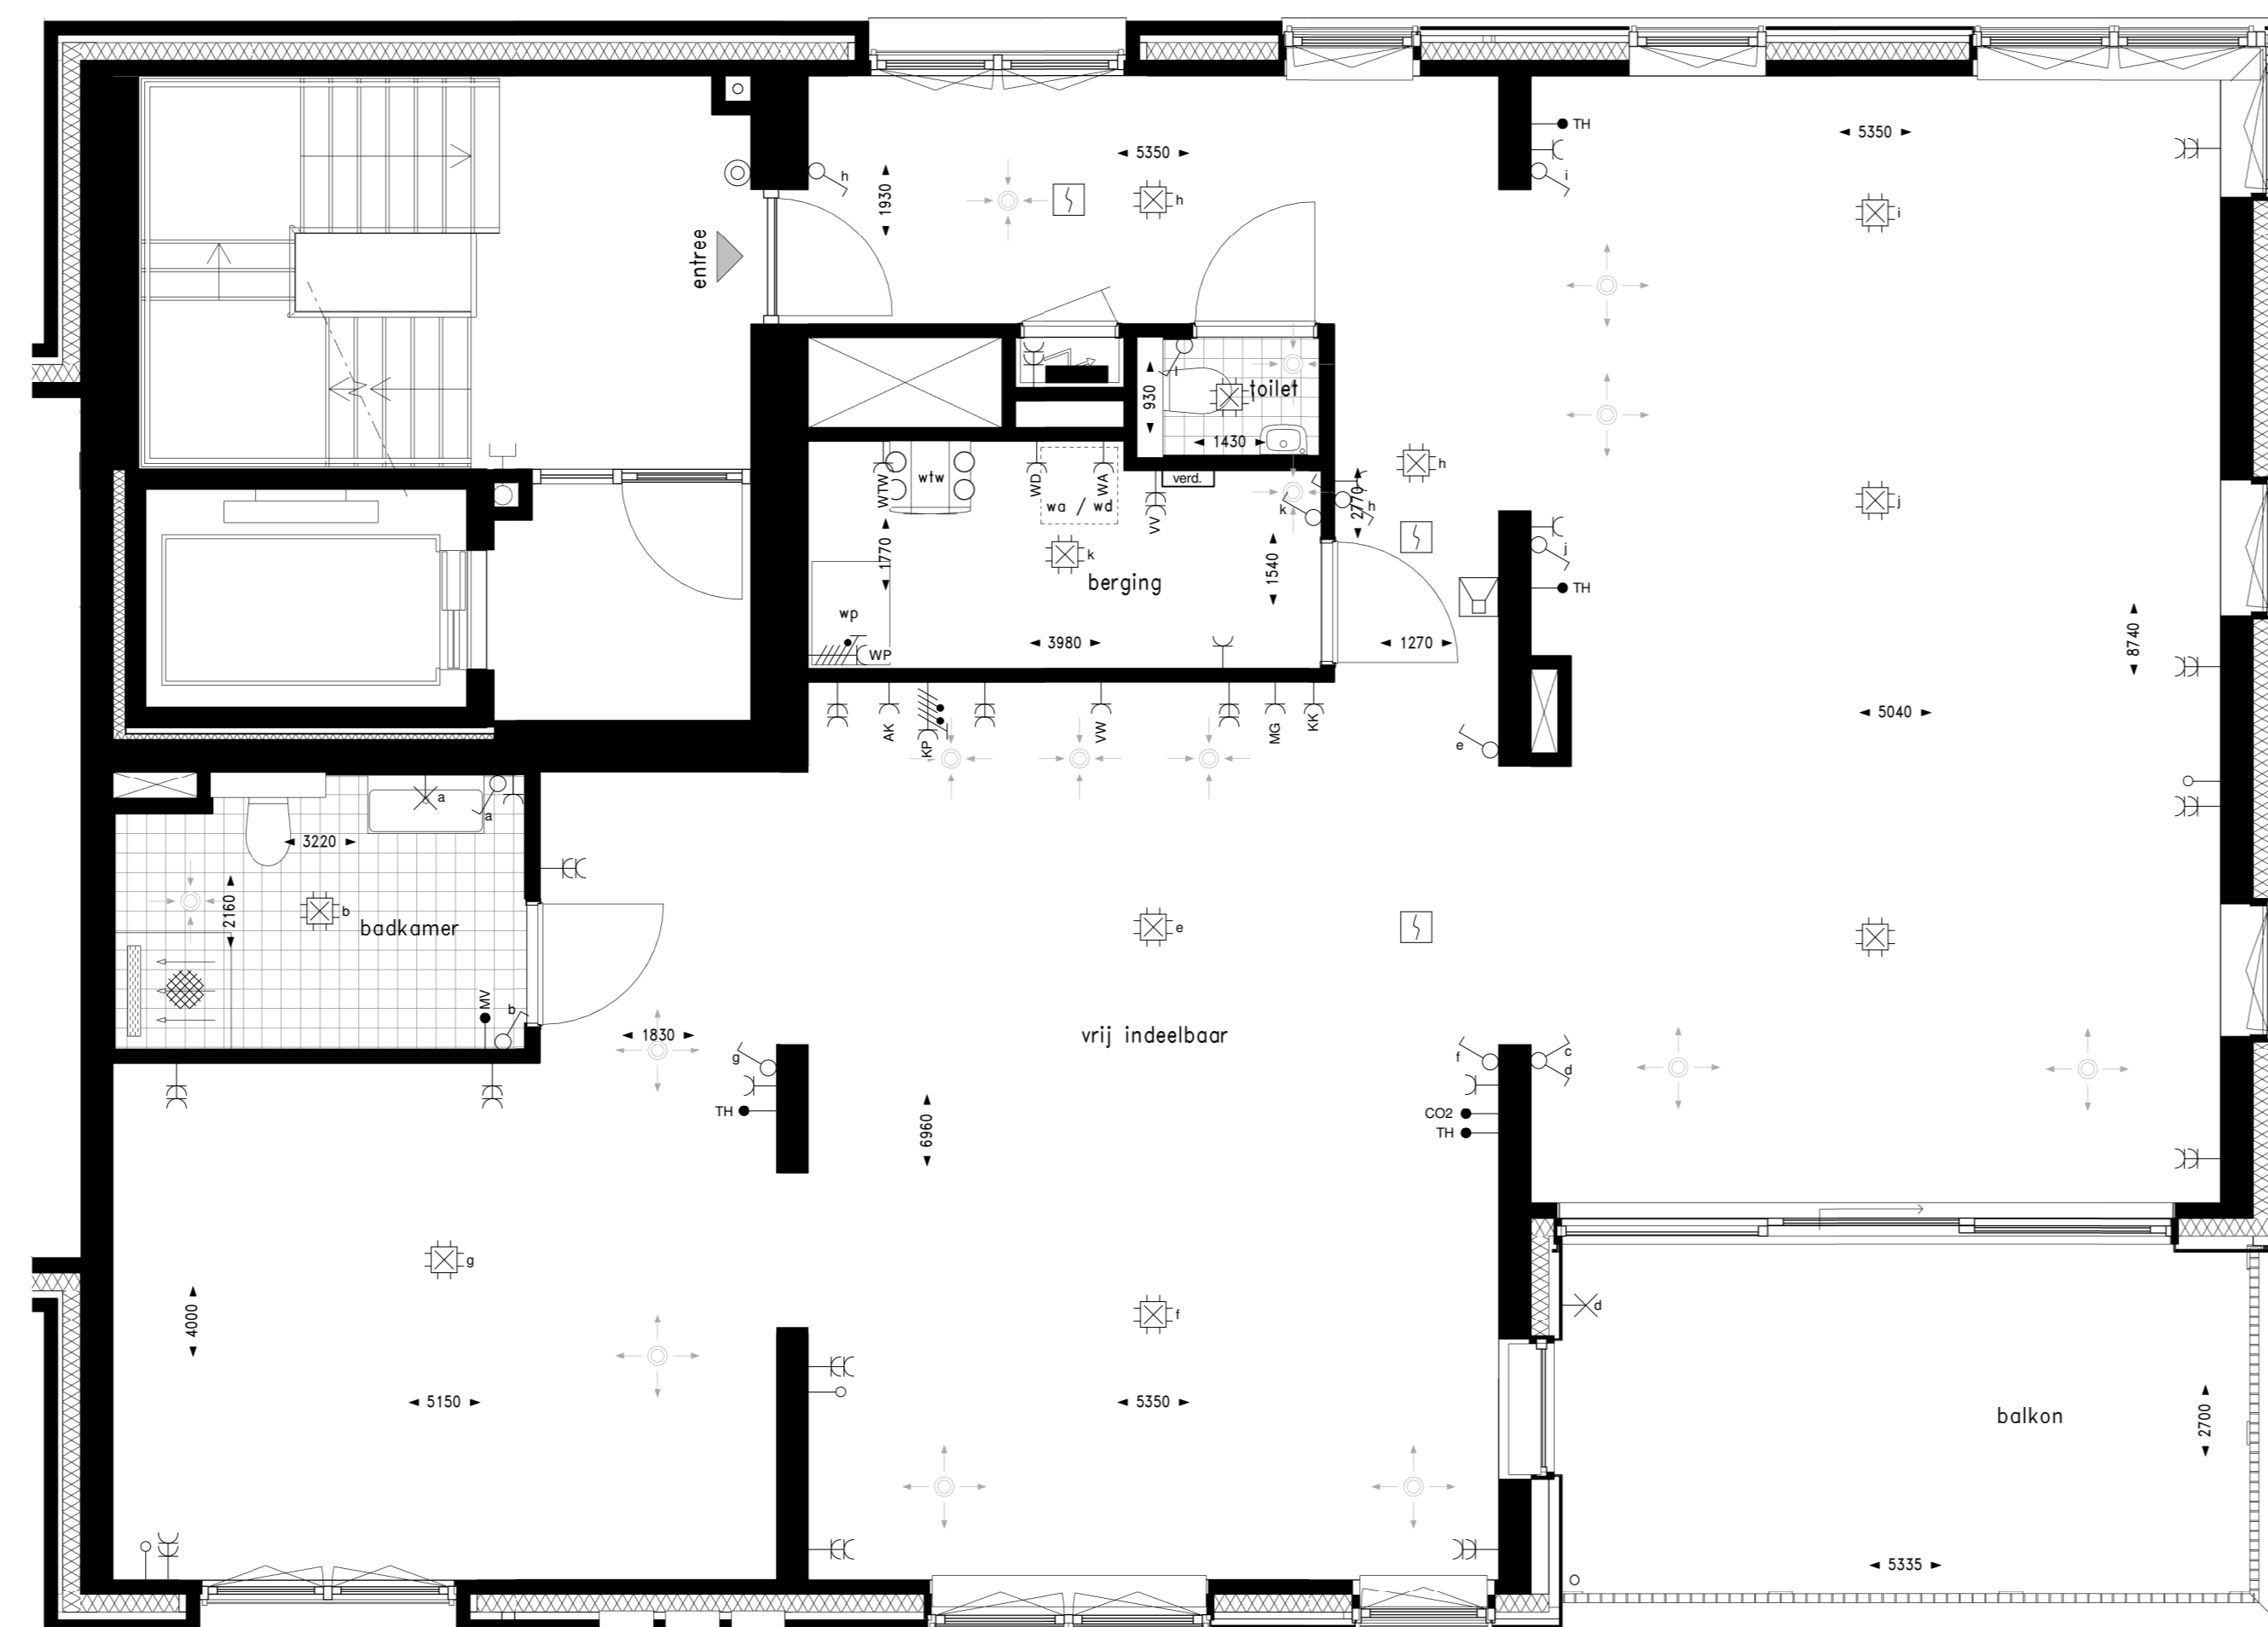 TH
5350
5350
h
i
1930
h
i
entree
toilet
930
l
1430
h
wtw
WTW
WD
WA
wa / wd
verd.
VV
k
2770
h
j
j
k
1770
1540
berging
TH
wp
WP
3980
1270
8740
AK
KP
VW
MG
KK
e
5040
a
a
3220
2160
b
badkamer
e
MV
b
1830
vrij indeelbaar
g
f
c
d
TH
CO2
TH
6960
g
4000
f
d
5150
5350
balkon
2700
5335